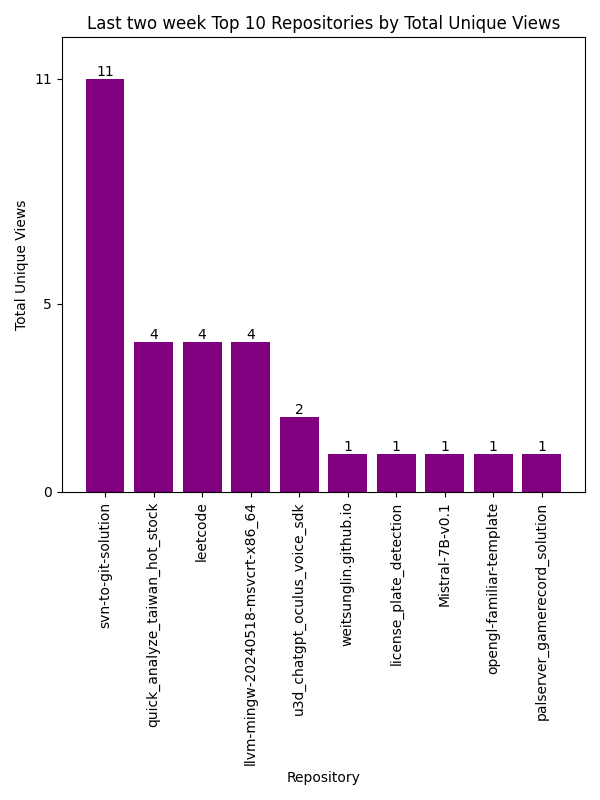 Last two week Top 10 Repositories by Total Unique Views
Total Unique Views
11
5
0
11
4
4
4
2
1
1
1
1
1
svn-to-git-solution
quick_analyze_taiwan_hot_stock
leetcode
llvm-mingw-20240518-msvcrt-x86_64
u3d_chatgpt_oculus_voice_sdk
weitsunglin.github.io
license_plate_detection
Mistral-7B-v0.1
opengl-familiar-template
palserver_gamerecord_solution
Repository